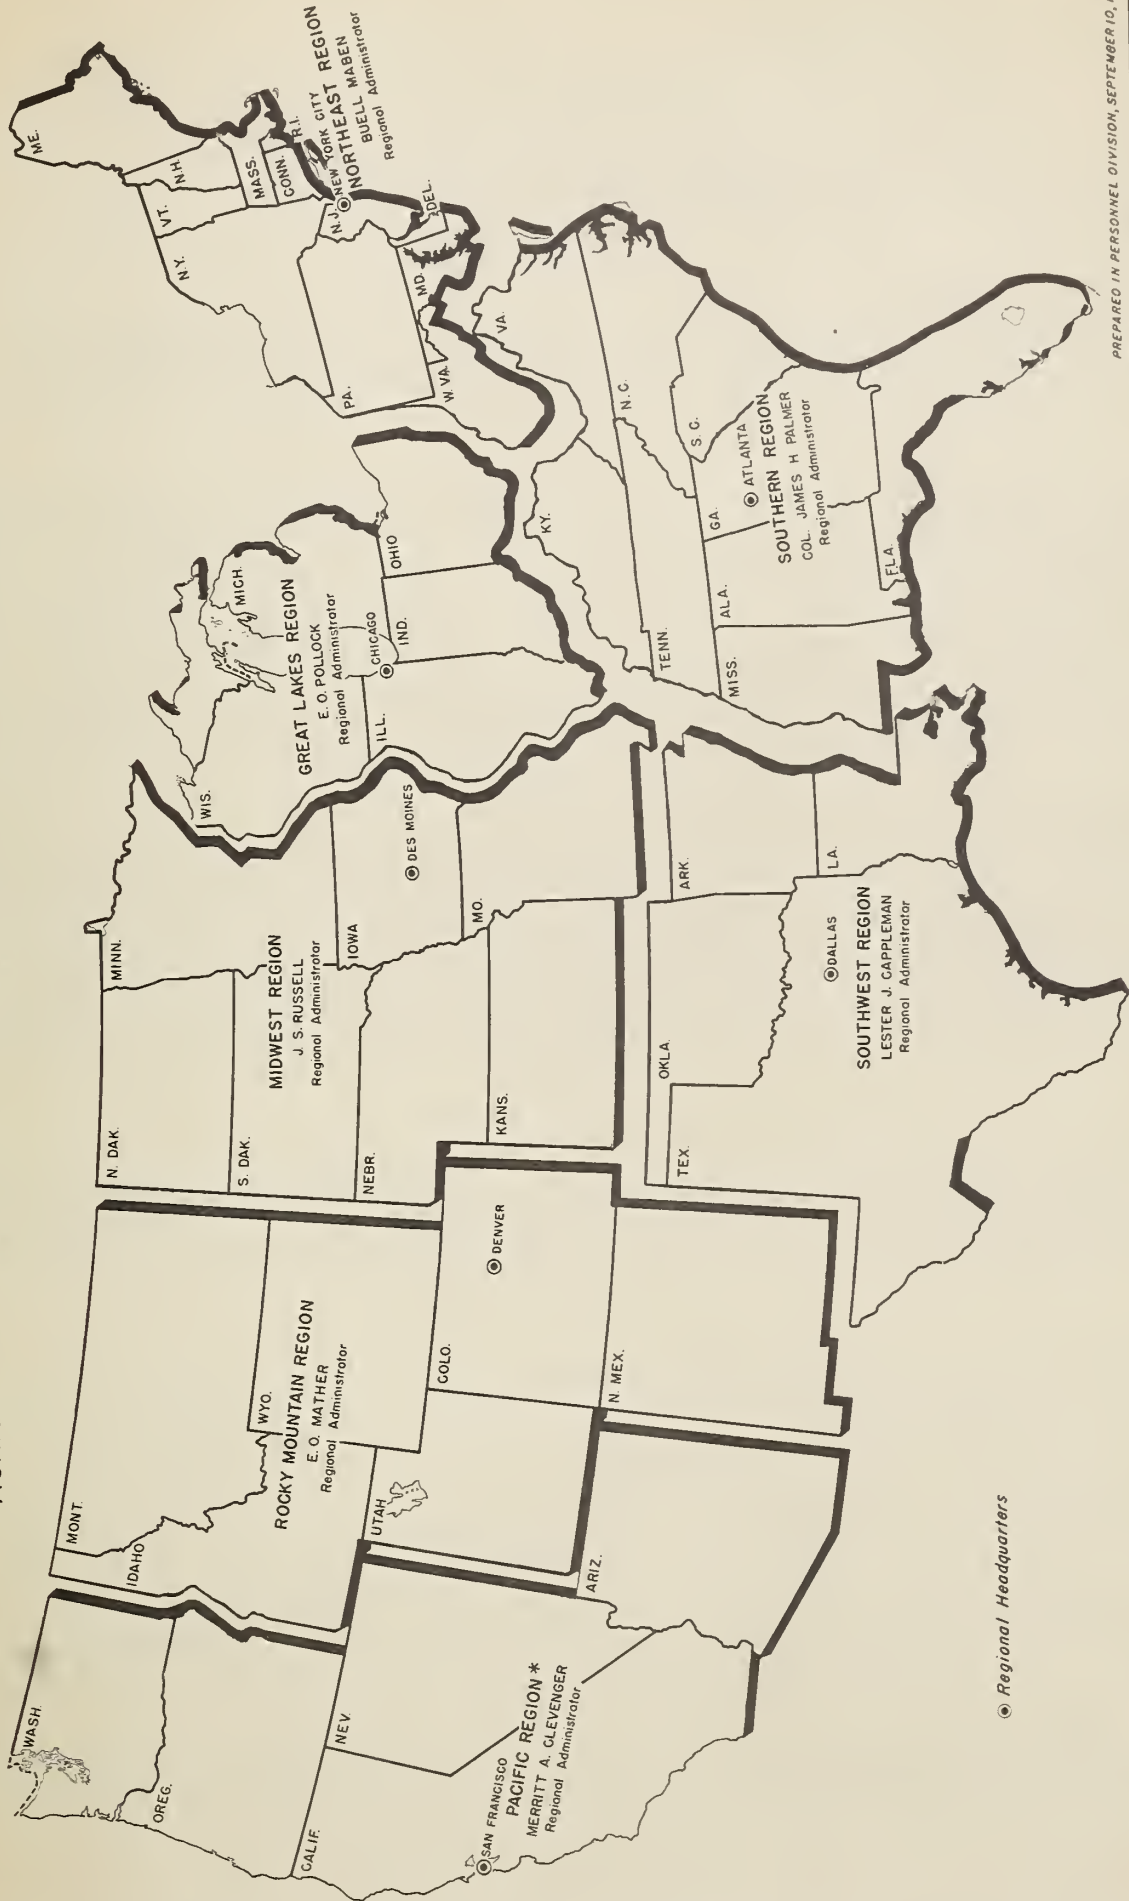 WASH.
OREG.
CALIF.
NEV.
SAN FRANCISCO
PACIFIC REGION *
MERRITT A. CLEVENGER
Regional Administrator
MONT.
IDAHO
WYO.
ROCKY MOUNTAIN REGION
E. O. MATHER
Regional Administrator
UTAH
COLO.
DENVER
ARIZ.
N. MEX.
N. DAK.
S. DAK.
NEBR.
KANS.
MINN.
MIDWEST REGION
J. S. RUSSELL
Regional Administrator
IOWA
DES MOINES
MO.
OKLA.
TEX.
ARK.
LA.
DALLAS
SOUTHWEST REGION
LESTER J. CAPPLEMAN
Regional Administrator
WIS.
MICH.
GREAT LAKES REGION
E. O. POLLOCK
Regional Administrator
CHICAGO
ILL.
IND.
OHIO
KY.
TENN.
MISS.
ALA.
GA.
FLA.
S. C.
N. C.
VA.
ATLANTA
SOUTHERN REGION
COL. JAMES H PALMER
Regional Administrator
ME.
N.H.
VT.
MASS.
CONN.
R.I.
N.Y.
N.J.
PA.
DEL.
MD.
W. VA.
NEW YORK CITY
NORTHEAST REGION
BUELL MABEN
Regional Administrator
Regional Headquarters
PREPARED IN PERSONNEL DIVISION, SEPTEMBER 10,